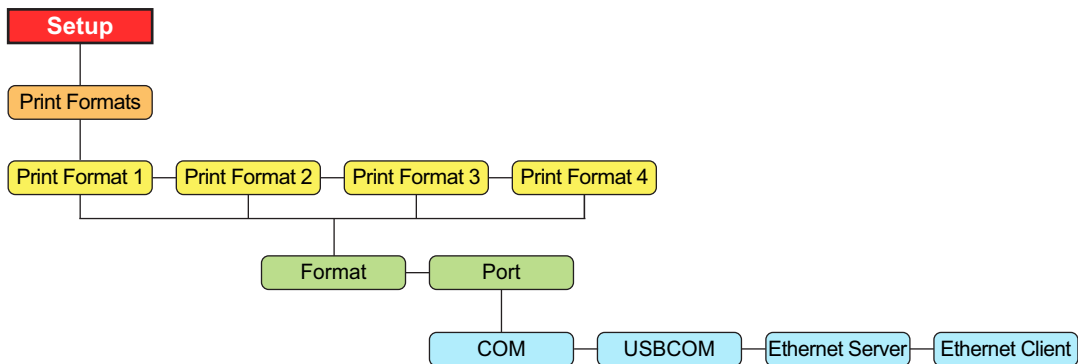 Setup
Print Formats
Print Format 1
Print Format 2
Print Format 3
Print Format 4
Format
Port
COM
USBCOM
Ethernet Server
Ethernet Client